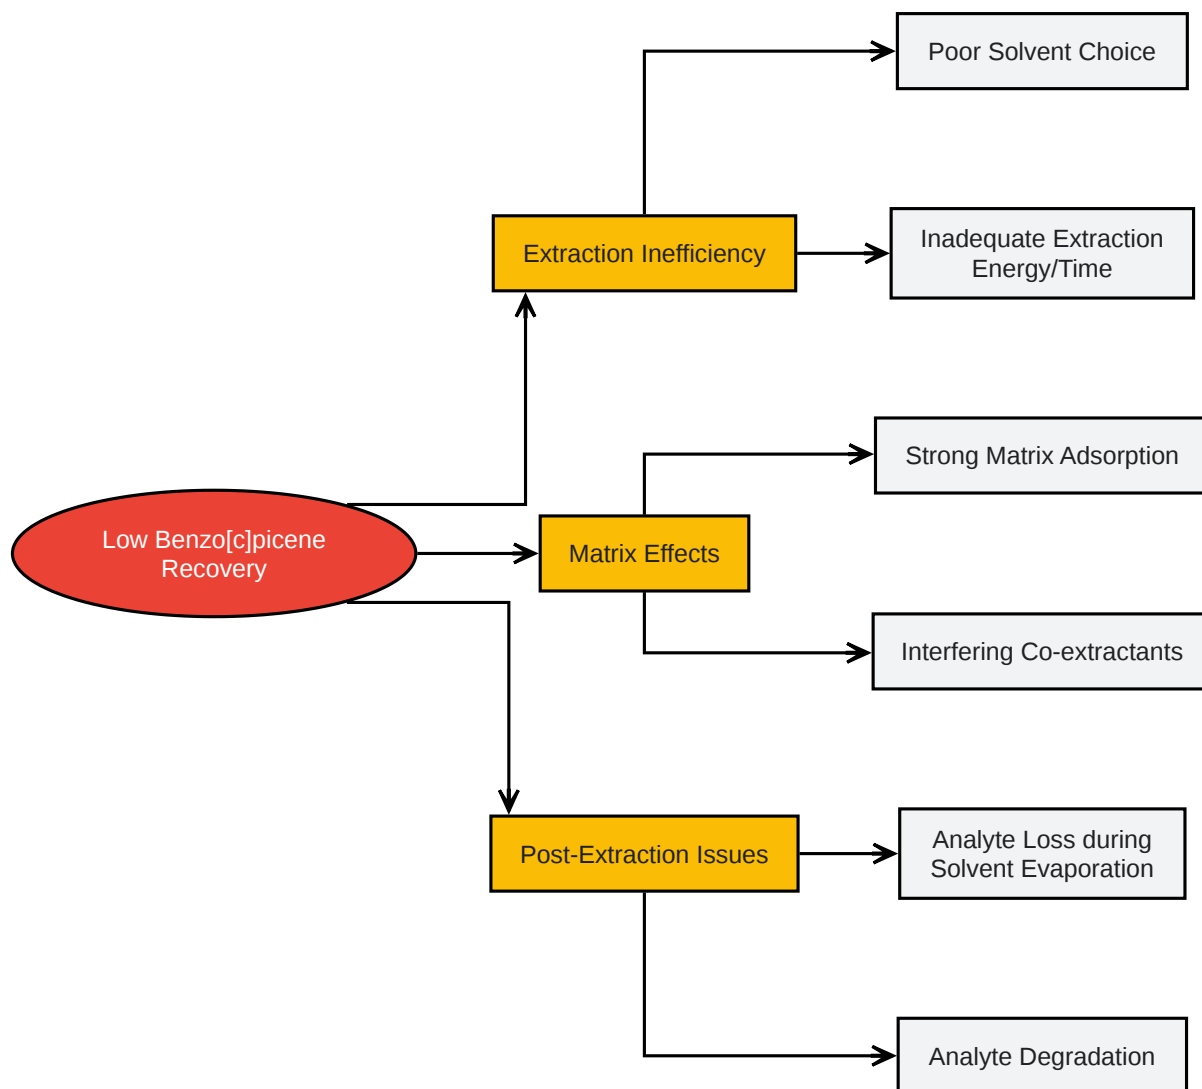 Poor Solvent Choice
Extraction Inefficiency
Inadequate Extraction
Energy/Time
Strong Matrix Adsorption
Low Benzo[c]picene
Recovery
Matrix Effects
Interfering Co-extractants
Post-Extraction Issues
Analyte Loss during
Solvent Evaporation
Analyte Degradation